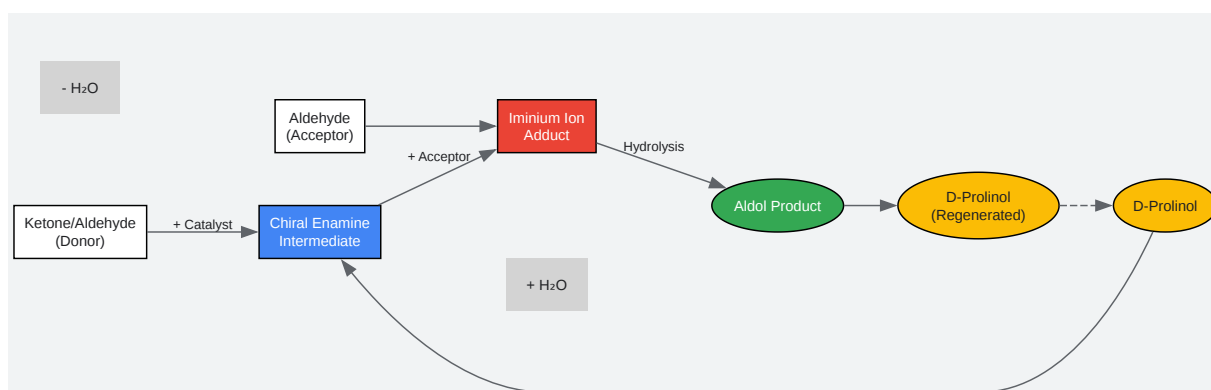 - H₂O
Aldehyde
(Acceptor)
Iminium Ion
Adduct
+ Acceptor
Hydrolysis
Ketone/Aldehyde
(Donor)
+ Catalyst
Chiral Enamine
Intermediate
Aldol Product
D-Prolinol
(Regenerated)
D-Prolinol
+ H₂O